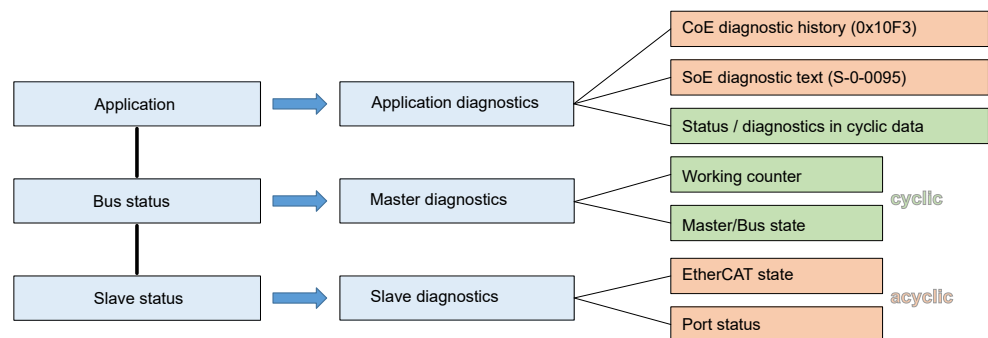 CoE diagnostic history (0x10F3)
SoE diagnostic text (S-0-0095)
Application
Application diagnostics
Status / diagnostics in cyclic data
Working counter
Bus status
Master diagnostics
cyclic
Master/Bus state
EtherCAT state
Slave status
Slave diagnostics
acyclic
Port status